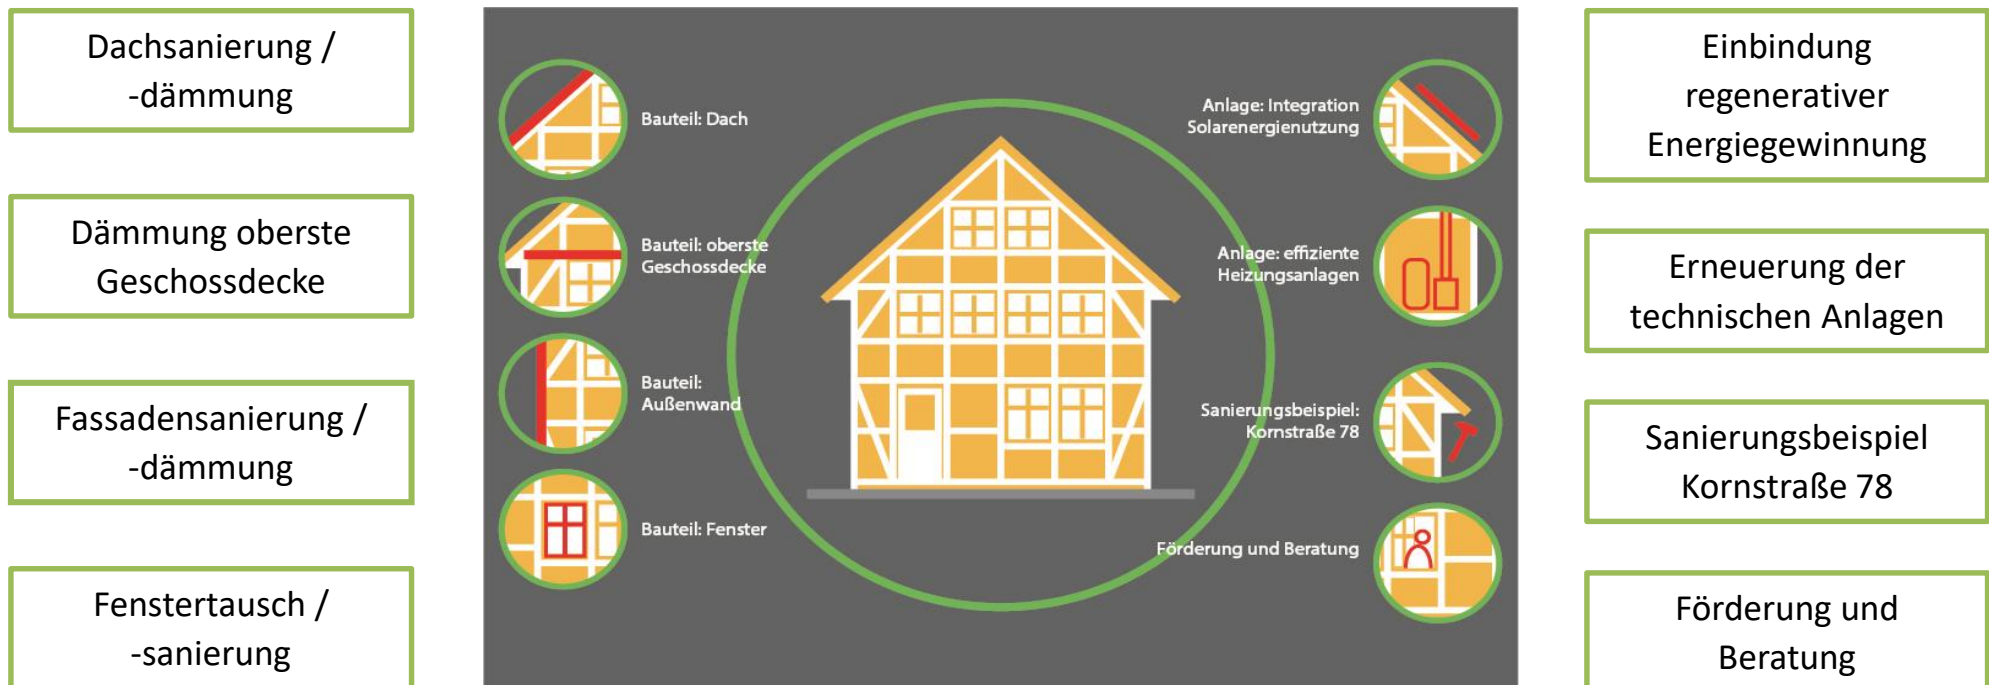 Dachsanierung /
-dämmung
Dämmung oberste
Geschossdecke
Fassadensanierung /
-dämmung
Fenstertausch /
-sanierung
Bauteil: Dach
Bauteil: oberste
Geschossdecke
Bauteil:
Außenwand
Bauteil: Fenster
Anlage: Integration
Solarenergienutzung
Anlage: effiziente
Heizungsanlagen
Sanierungsbeispiel:
Kornstraße 78
Förderung und Beratung
Einbindung
regenerativer
Energiegewinnung
Erneuerung der
technischen Anlagen
Sanierungsbeispiel
Kornstraße 78
Förderung und
Beratung